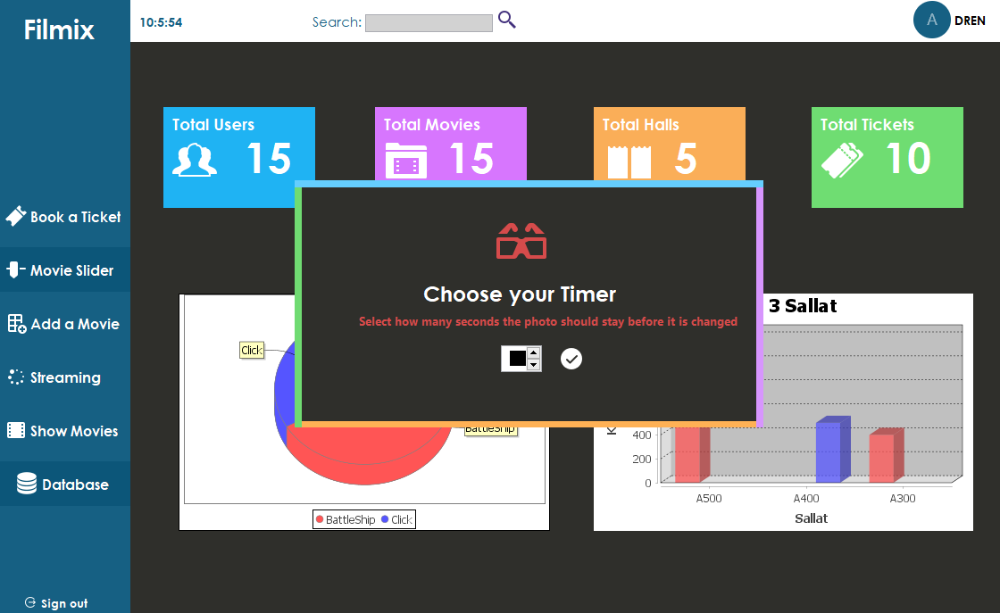 Filmix
10:5:54
Search:
A
DREN
Total Users
15
Total Movies
15
Total Halls
5
Total Tickets
10
Book a Ticket
Movie Slider
Add a Movie
Streaming
Show Movies
Database
Sign out
Choose your Timer
Select how many seconds the photo should stay before it is changed
Click
BattleShip
BattleShip Click
3 Sallat
400
200
0
A500 A400 A300
Sallat